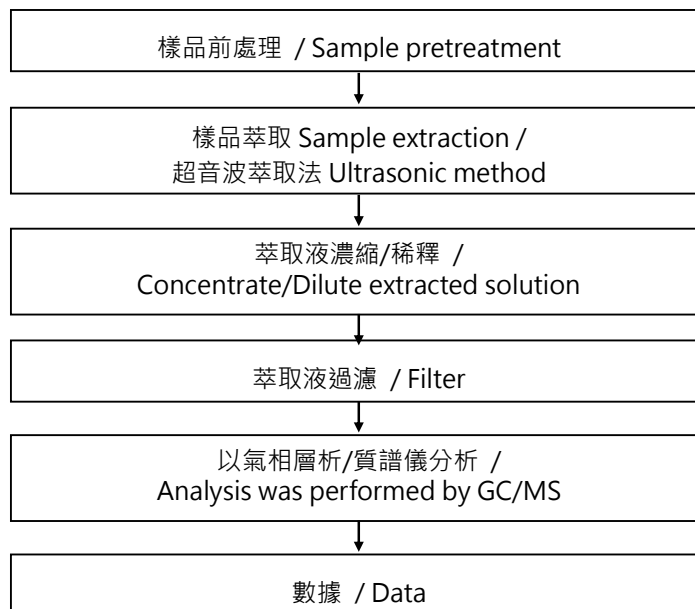 樣品前處理 / Sample pretreatment
樣品萃取 Sample extraction /
超音波萃取法 Ultrasonic method
萃取液濃縮/稀釋 /
Concentrate/Dilute extracted solution
萃取液過濾 / Filter
以氣相層析/質譜儀分析 /
Analysis was performed by GC/MS
數據 / Data